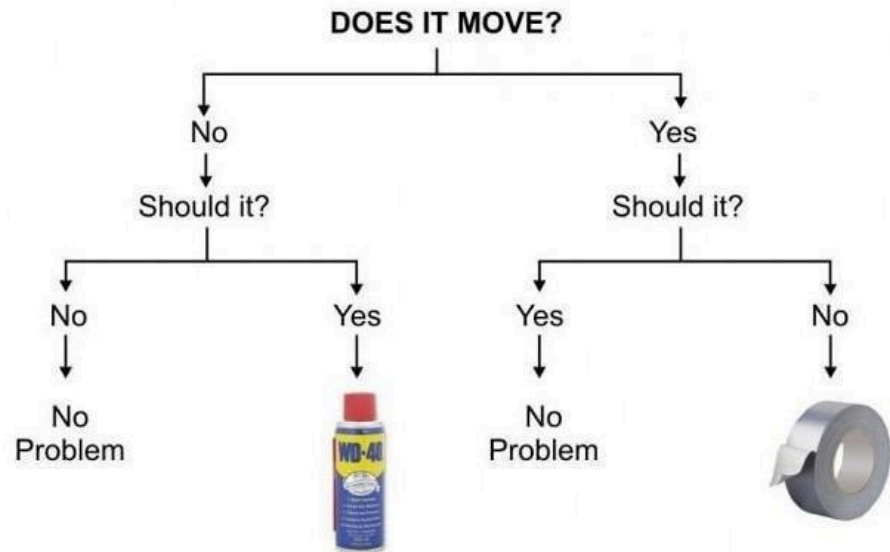 DOES IT MOVE?
No
Yes
Should it?
Should it?
No
Yes
Yes
No
No
Problem
WD-40
No
Problem